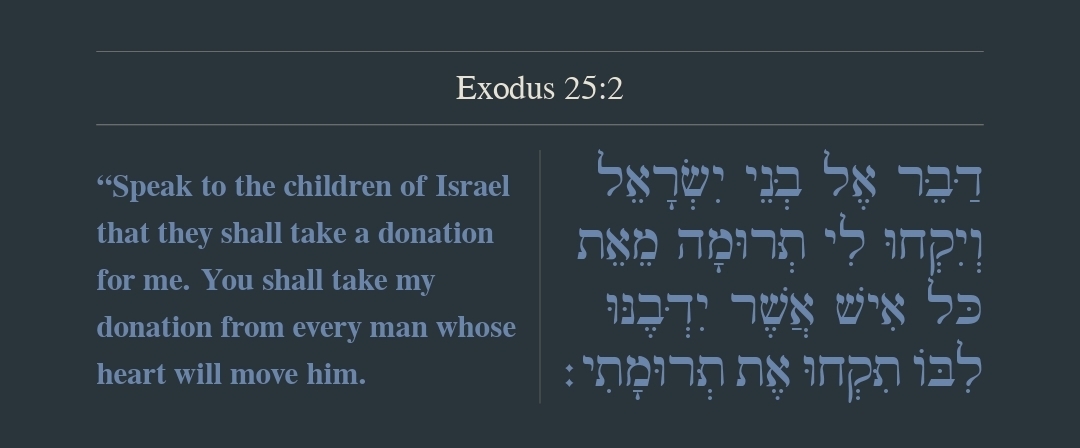 Exodus 25:2
“Speak to the children of Israel
that they shall take a donation
for me. You shall take my
donation from every man whose
heart will move him.
דַּבֵּר אֶל בְּנֵי יִשְׂרָאֵל
וְיִקְחוּ לִי תְּרוּמָה מֵאֵת
כׇּל אִישׁ אֲשֶׁר יִדְּבֶנּוּ
לִבּוֹ תִּקְחוּ אֶת תְּרוּמָתִי׃